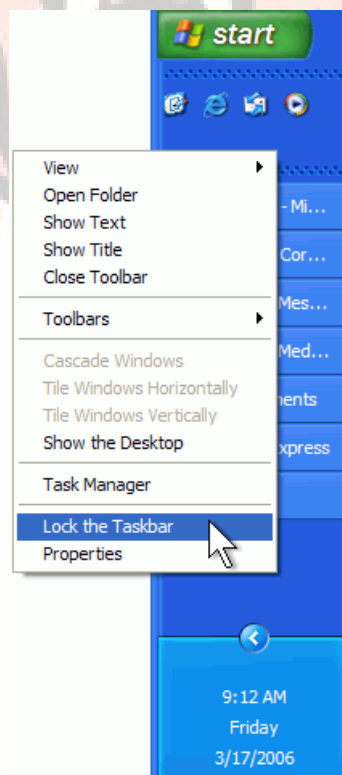 start
View
Open Folder
Show Text
Show Title
Close Toolbar
Toolbars
Cascade Windows
Tile Windows Horizontally
Tile Windows Vertically
Show the Desktop
Task Manager
Lock the Taskbar
Properties
- Mi...
Cor...
Mes...
Med...
ents
xpress
9:12 AM
Friday
3/17/2006